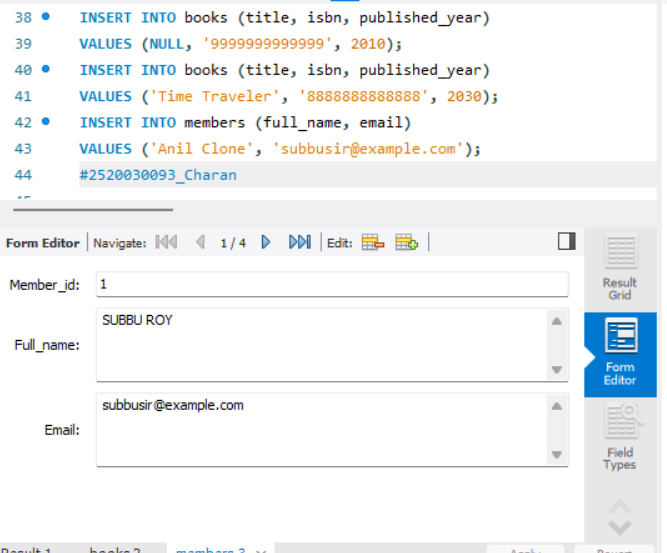 38 INSERT INTO books (title, isbn, published_year)
39 VALUES (NULL, '9999999999999', 2010);
40 INSERT INTO books (title, isbn, published_year)
41 VALUES ('Time Traveler', '8888888888888', 2030);
42 INSERT INTO members (full_name, email)
43 VALUES ('Anil Clone', 'subbusir@example.com');
44 #2520030093_Charan
Form Editor Navigate: 1 / 4 Edit:
Member_id: 1
Full_name: SUBBU ROY
Email: subbusir@example.com
Result
Grid
Form
Editor
Field
Types
Result 1 books 2 members 3 Apply Revert